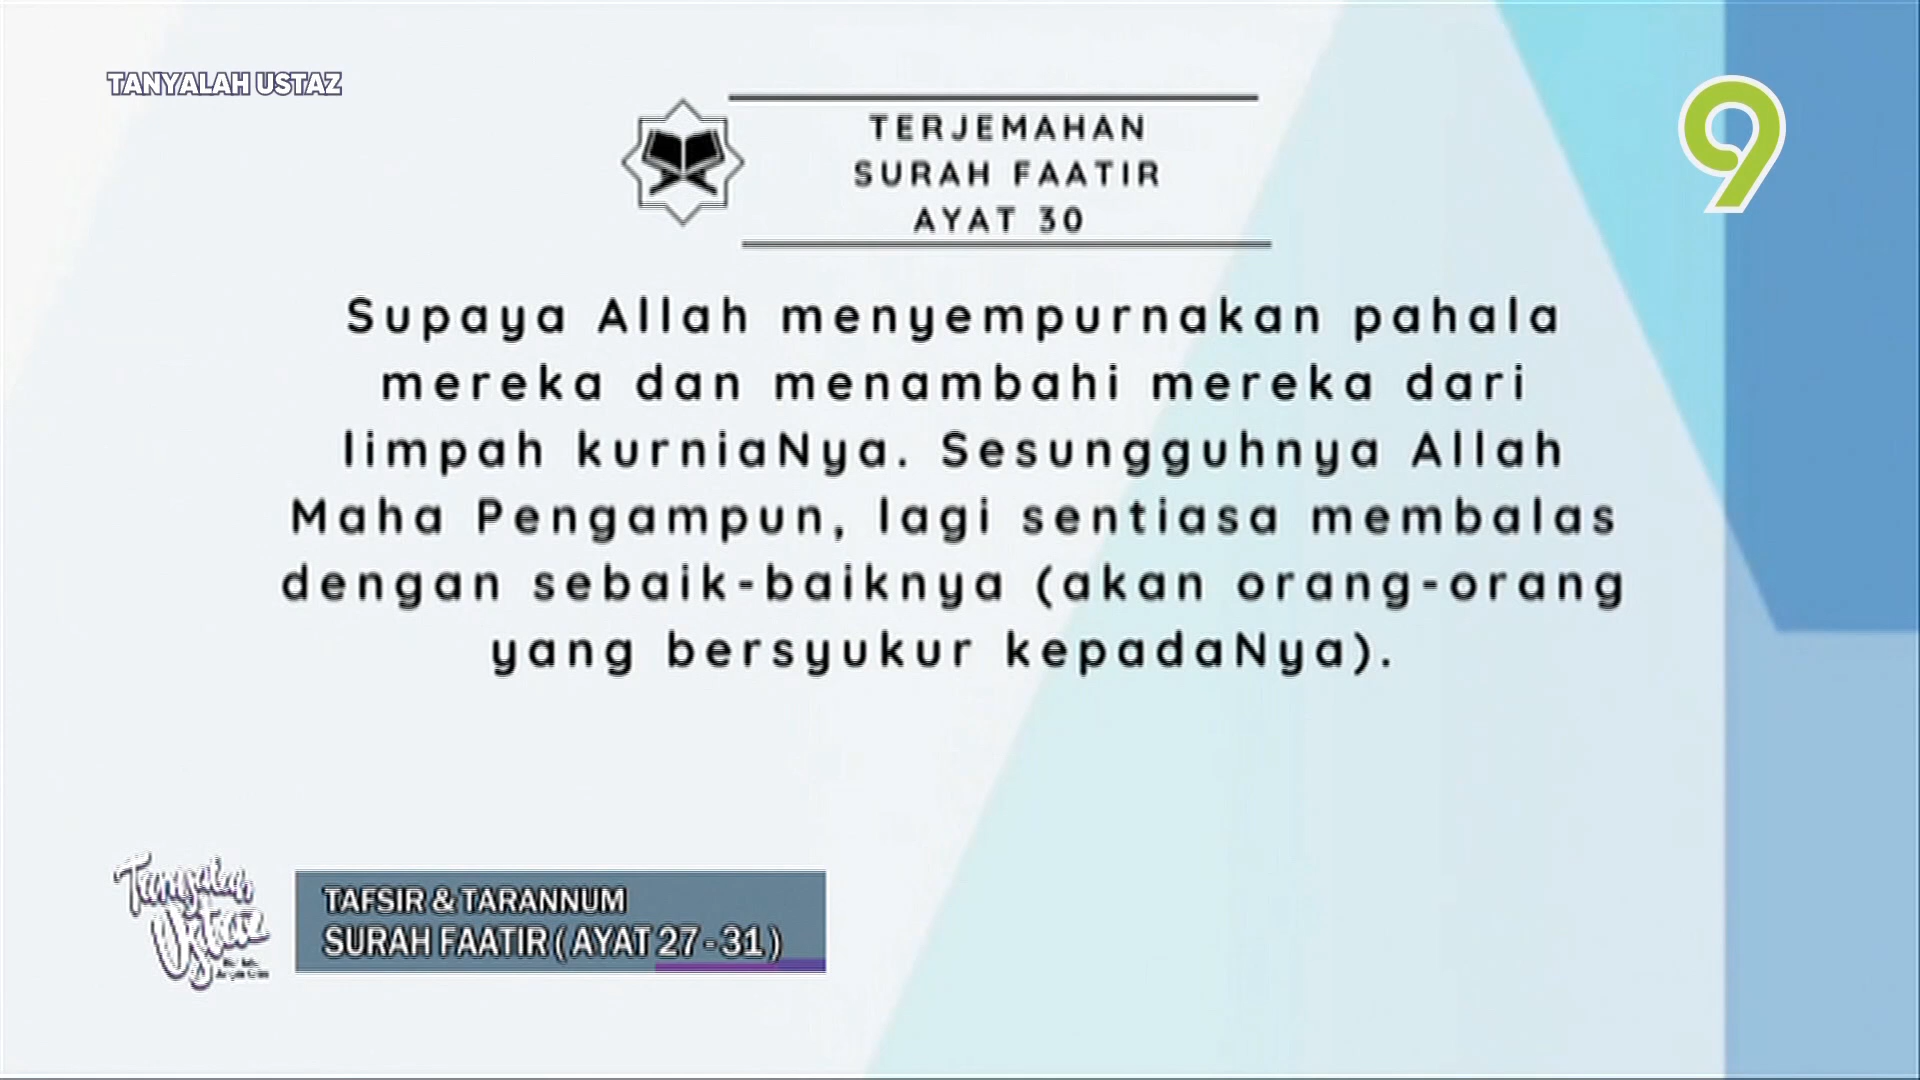 TANYALAH USTAZ
9
TERJEMAHAN
SURAH FAATIR
AYAT 30
Supaya Allah menyempurnakan pahala
mereka dan menambahi mereka dari
limpah kurniaNya. Sesungguhnya Allah
Maha Pengampun, lagi sentiasa membalas
dengan sebaik-baiknya (akan orang-orang
yang bersyukur kepadaNya).
Tanyalah
Ustaz
TAFSIR & TARANNUM
SURAH FAATIR ( AYAT 27 - 31 )